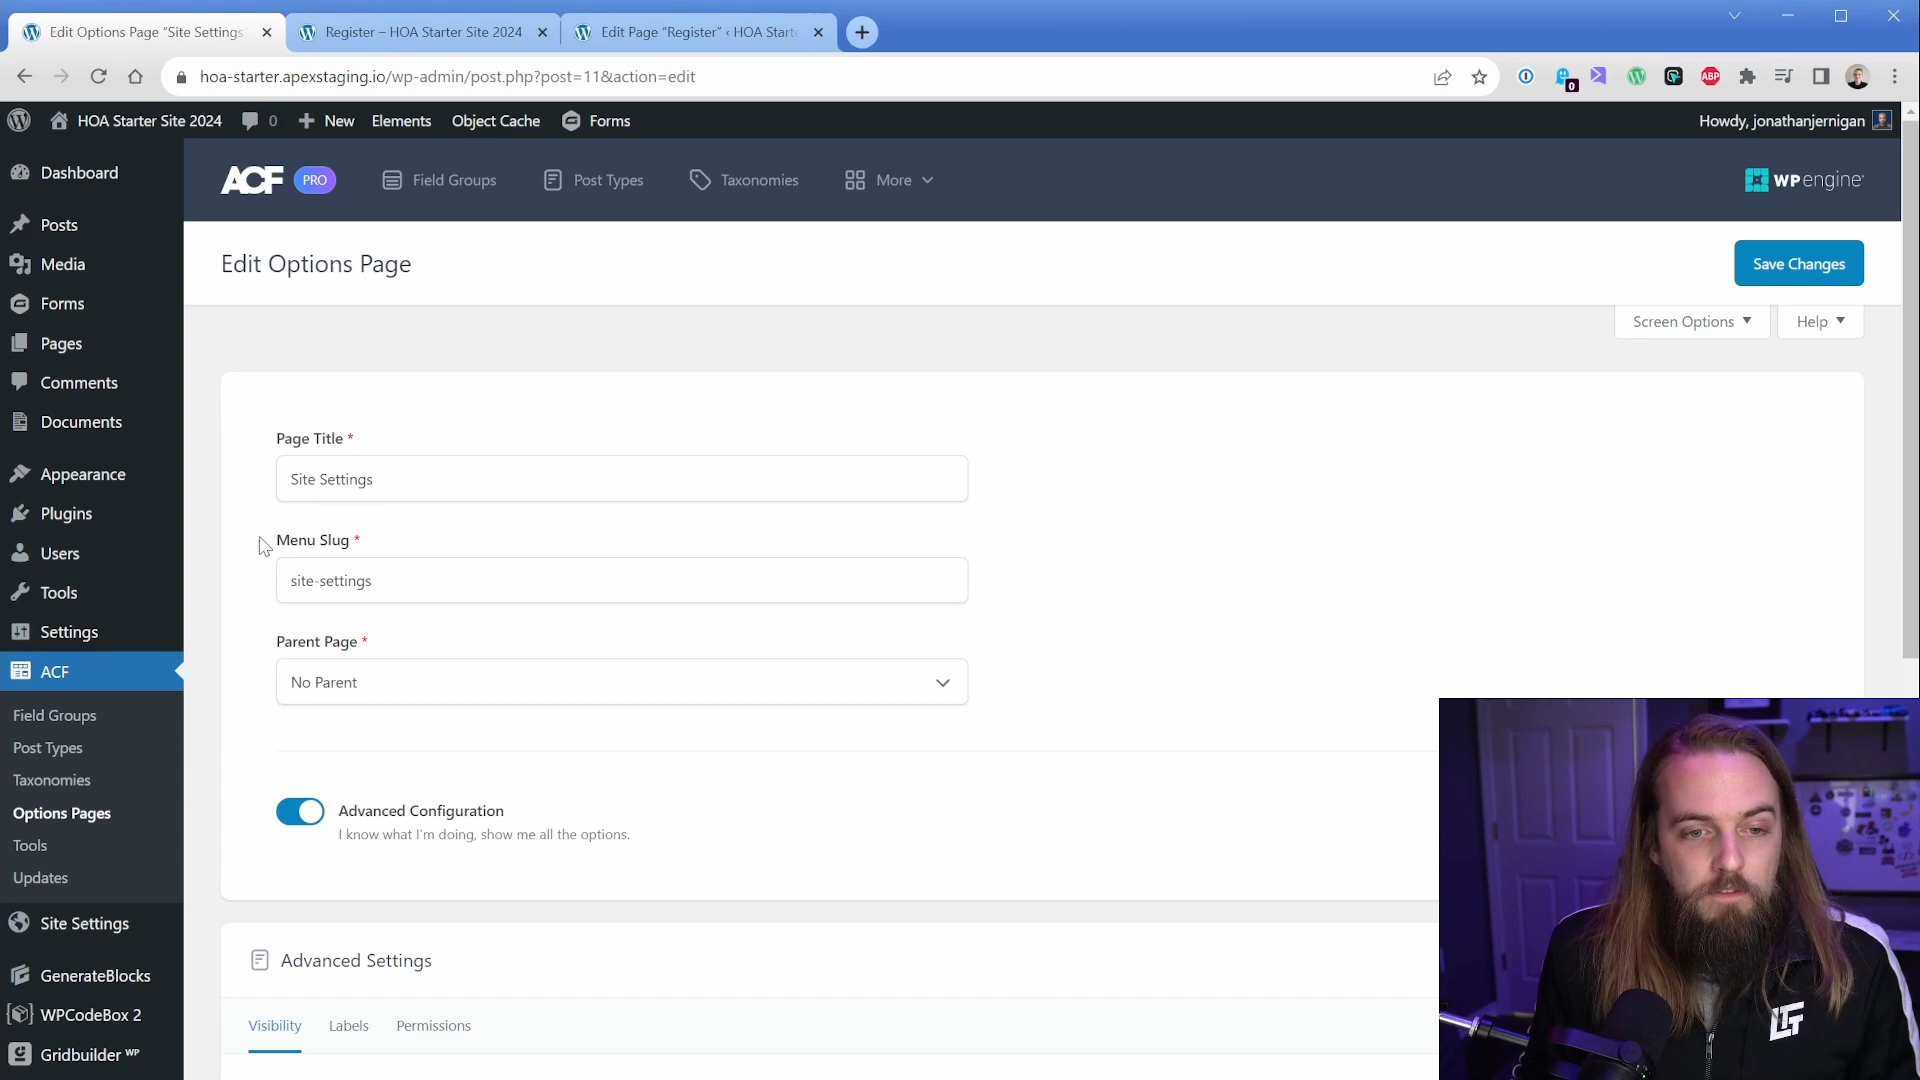 Edit Options Page "Site Settings
Register – HOA Starter Site 2024
Edit Page "Register" ‹ HOA Start
hoa-starter.apexstaging.io/wp-admin/post.php?post=11&action=edit
0
ABP
HOA Starter Site 2024
0
New
Elements
Object Cache
Forms
Howdy, jonathanjernigan
ACF PRO
Field Groups
Post Types
Taxonomies
More
WP engine
Dashboard
Posts
Media
Forms
Pages
Comments
Documents
Appearance
Plugins
Users
Tools
Settings
ACF
Field Groups
Post Types
Taxonomies
Options Pages
Tools
Updates
Site Settings
GenerateBlocks
WPCodeBox 2
Gridbuilder WP
Edit Options Page
Save Changes
Screen Options
Help
Page Title *
Site Settings
Menu Slug *
site-settings
Parent Page *
No Parent
Advanced Configuration
I know what I'm doing, show me all the options.
Advanced Settings
Visibility
Labels
Permissions